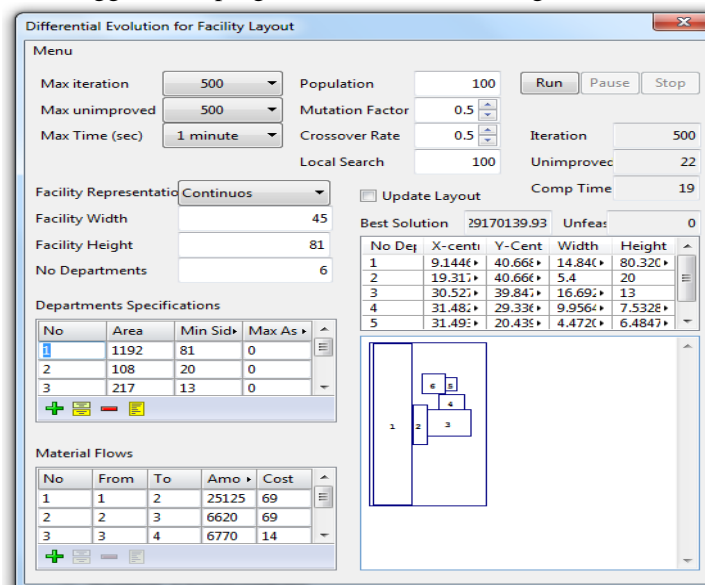 Differential Evolution for Facility Layout
Menu
Max iteration 500 Population 100 Run Pause Stop
Max unimproved 500 Mutation Factor 0.5
Max Time (sec) 1 minute Crossover Rate 0.5 Iteration 500
Local Search 100 Unimprovec 22
Facility Representatio Continuos Update Layout Comp Time 19
Facility Width 45 Best Solution 29170139.93 Unfeas 0
Facility Height 81
No Departments 6
No Dep X-centi Y-Cent Width Height
1 9.1446 40.668 14.840 80.320
2 19.317 40.666 5.4 20
3 30.527 39.847 16.692 13
4 31.482 29.336 9.9564 7.5328
5 31.493 20.439 4.4720 6.4847
Departments Specifications
No Area Min Sid Max As
1 1192 81 0
2 108 20 0
3 217 13 0
Material Flows
No From To Amo Cost
1 1 2 25125 69
2 2 3 6620 69
3 3 4 6770 14
6 5
4
1 2 3